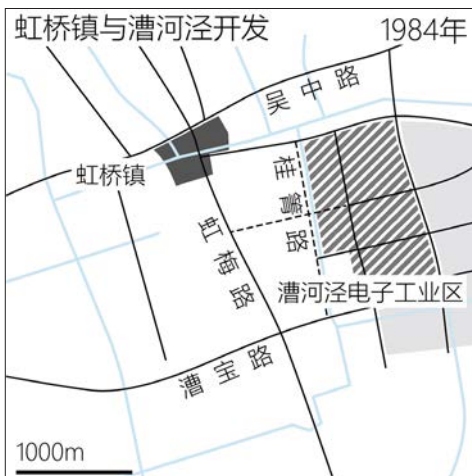 虹桥镇与漕河泾开发
1984年
吴中路
虹桥镇
桂箐路
虹梅路
漕河泾电子工业区
漕宝路
1000m